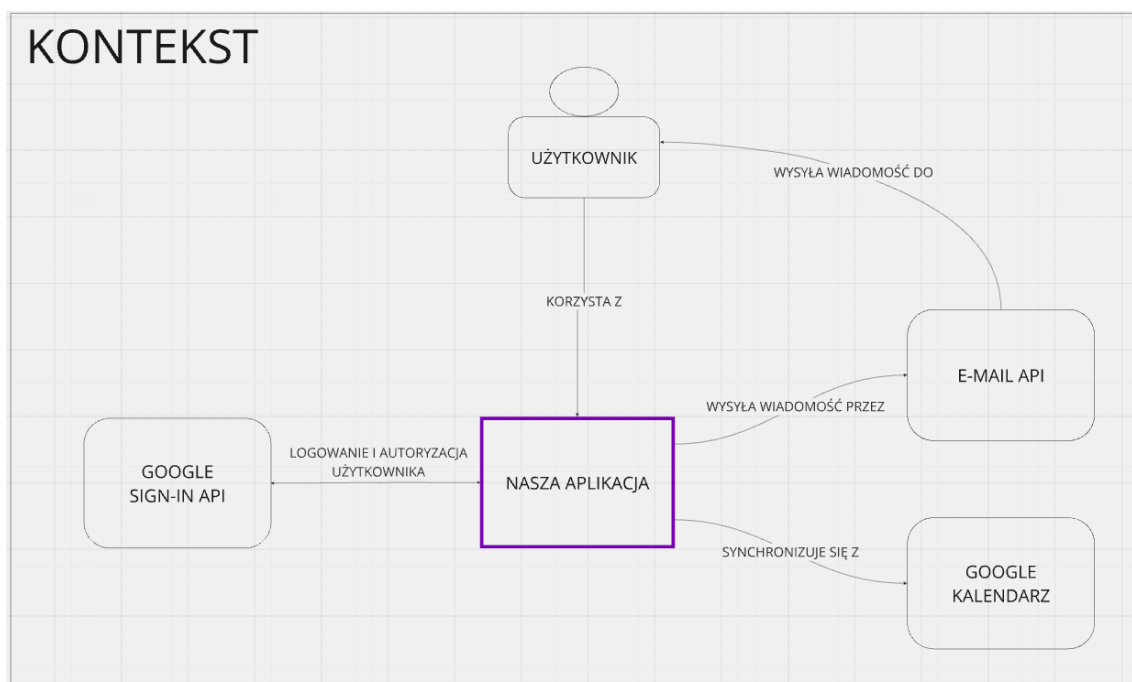 KONTEKST
UŻYTKOWNIK
WYSYŁA WIADOMOŚĆ DO
KORZYSTA Z
E-MAIL API
WYSYŁA WIADOMOŚĆ PRZEZ
LOGOWANIE I AUTORYZACJA
UŻYTKOWNIKA
GOOGLE
SIGN-IN API
NASZA APLIKACJA
SYNCHRONIZUJE SIĘ Z
GOOGLE
KALENDARZ